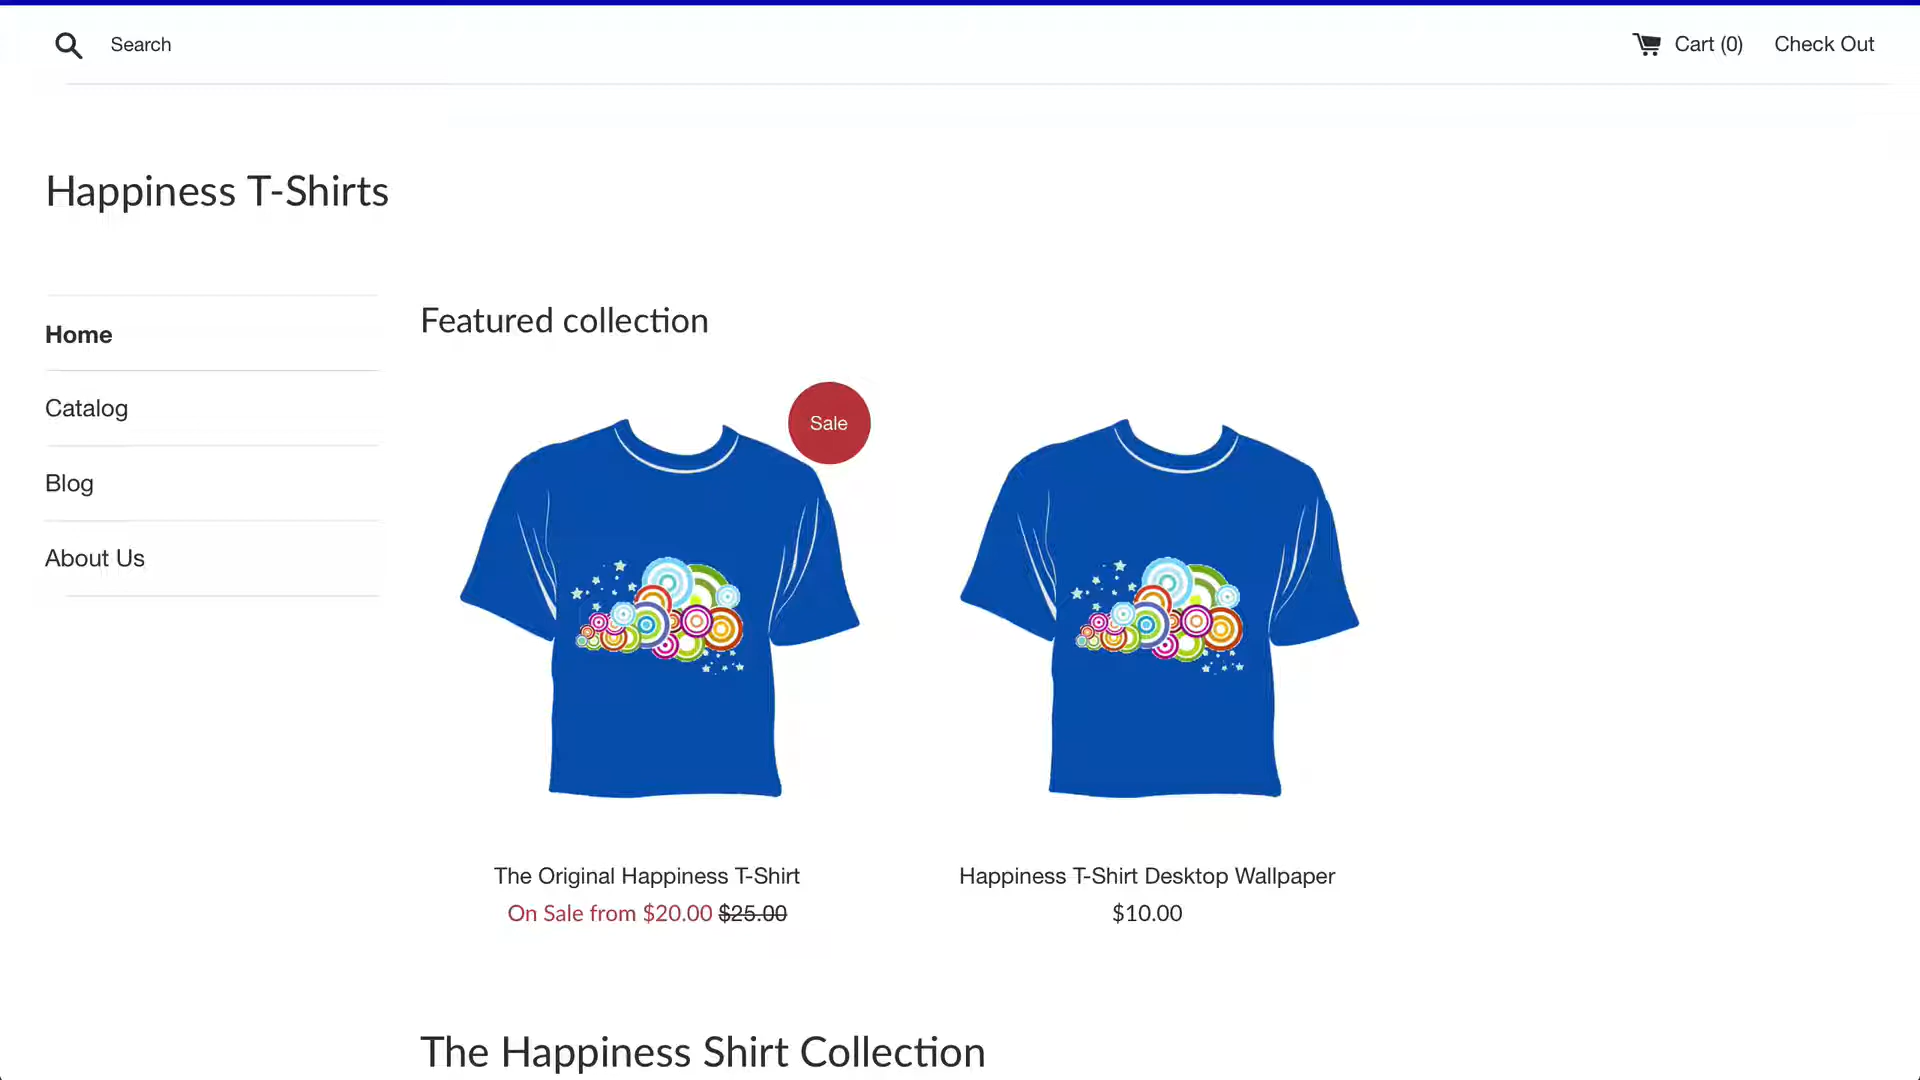 Search
Cart (0) Check Out
Happiness T-Shirts
Home
Catalog
Blog
About Us
Featured collection
Sale
The Original Happiness T-Shirt
On Sale from $20.00 $25.00
Happiness T-Shirt Desktop Wallpaper
$10.00
The Happiness Shirt Collection